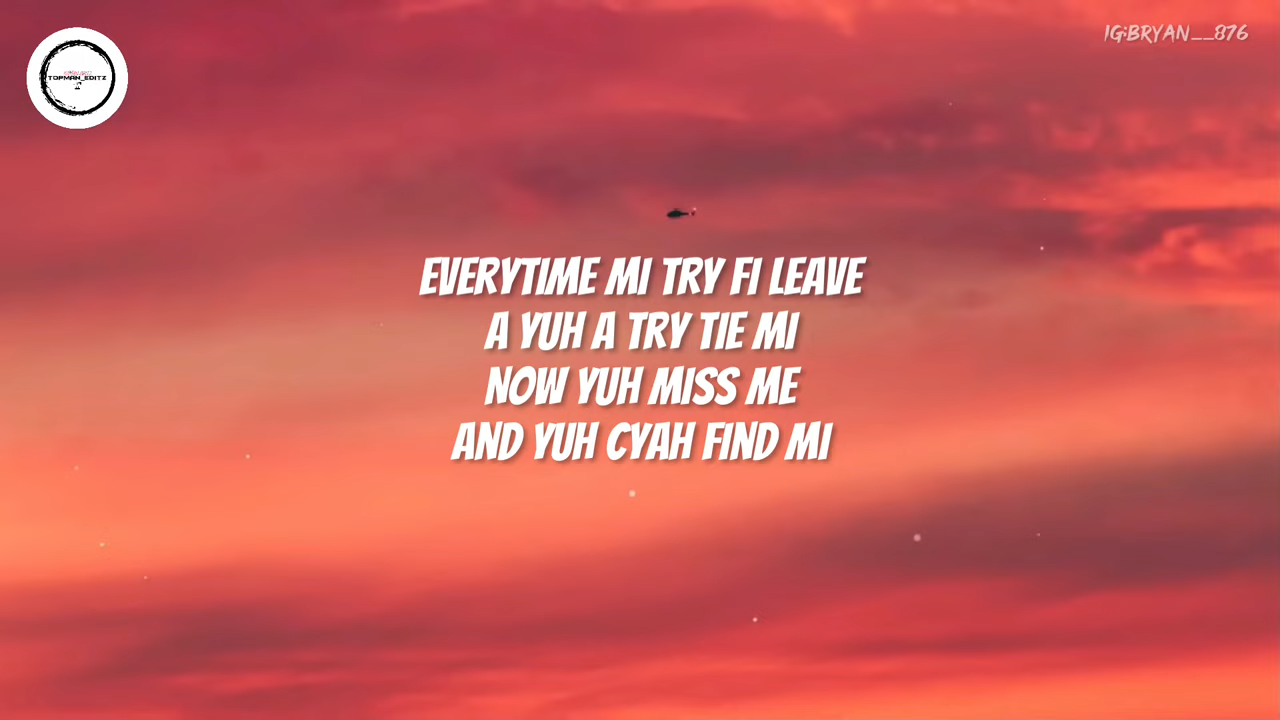 IG:BRYAN__876
TOPMAN_EDITZ
EVERYTIME MI TRY FI LEAVE
A YUH A TRY TIE MI
NOW YUH MISS ME
AND YUH CYAH FIND MI